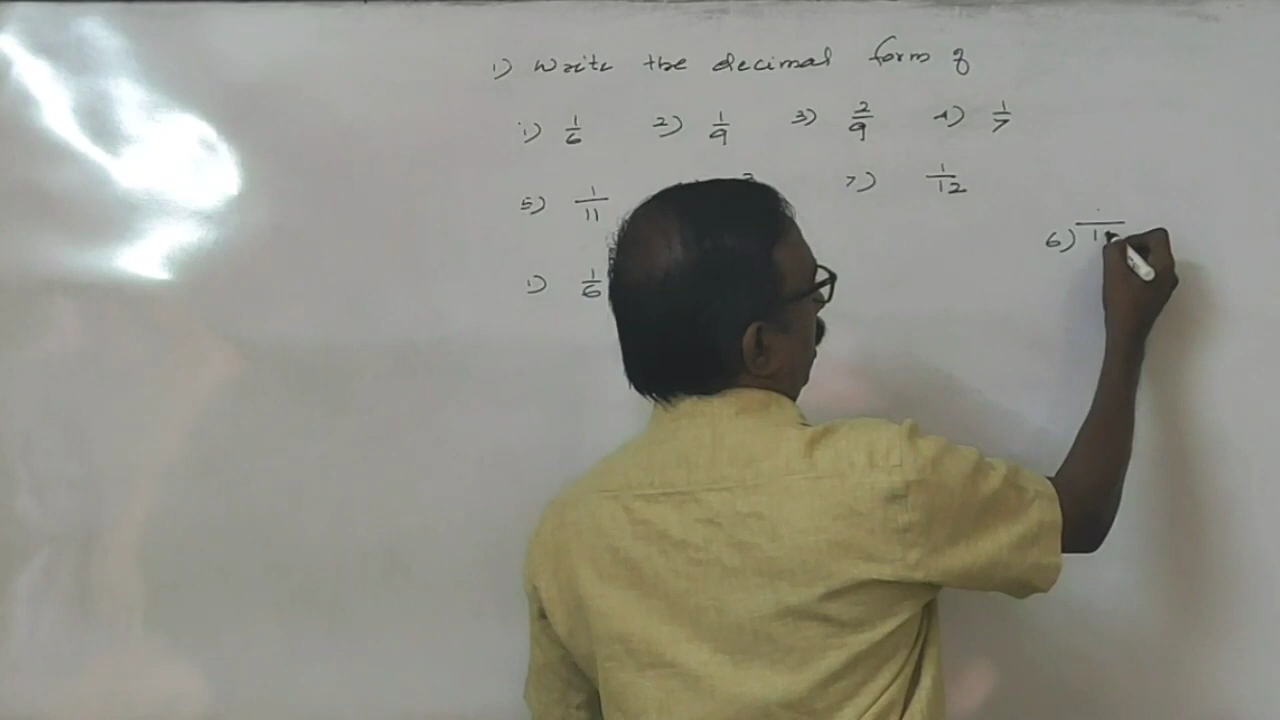 1) Write the decimal form of
1) 1/6 2) 1/9 3) 2/9 4) 1/7
5) 1/11 7) 1/12
1) 1/6 6)